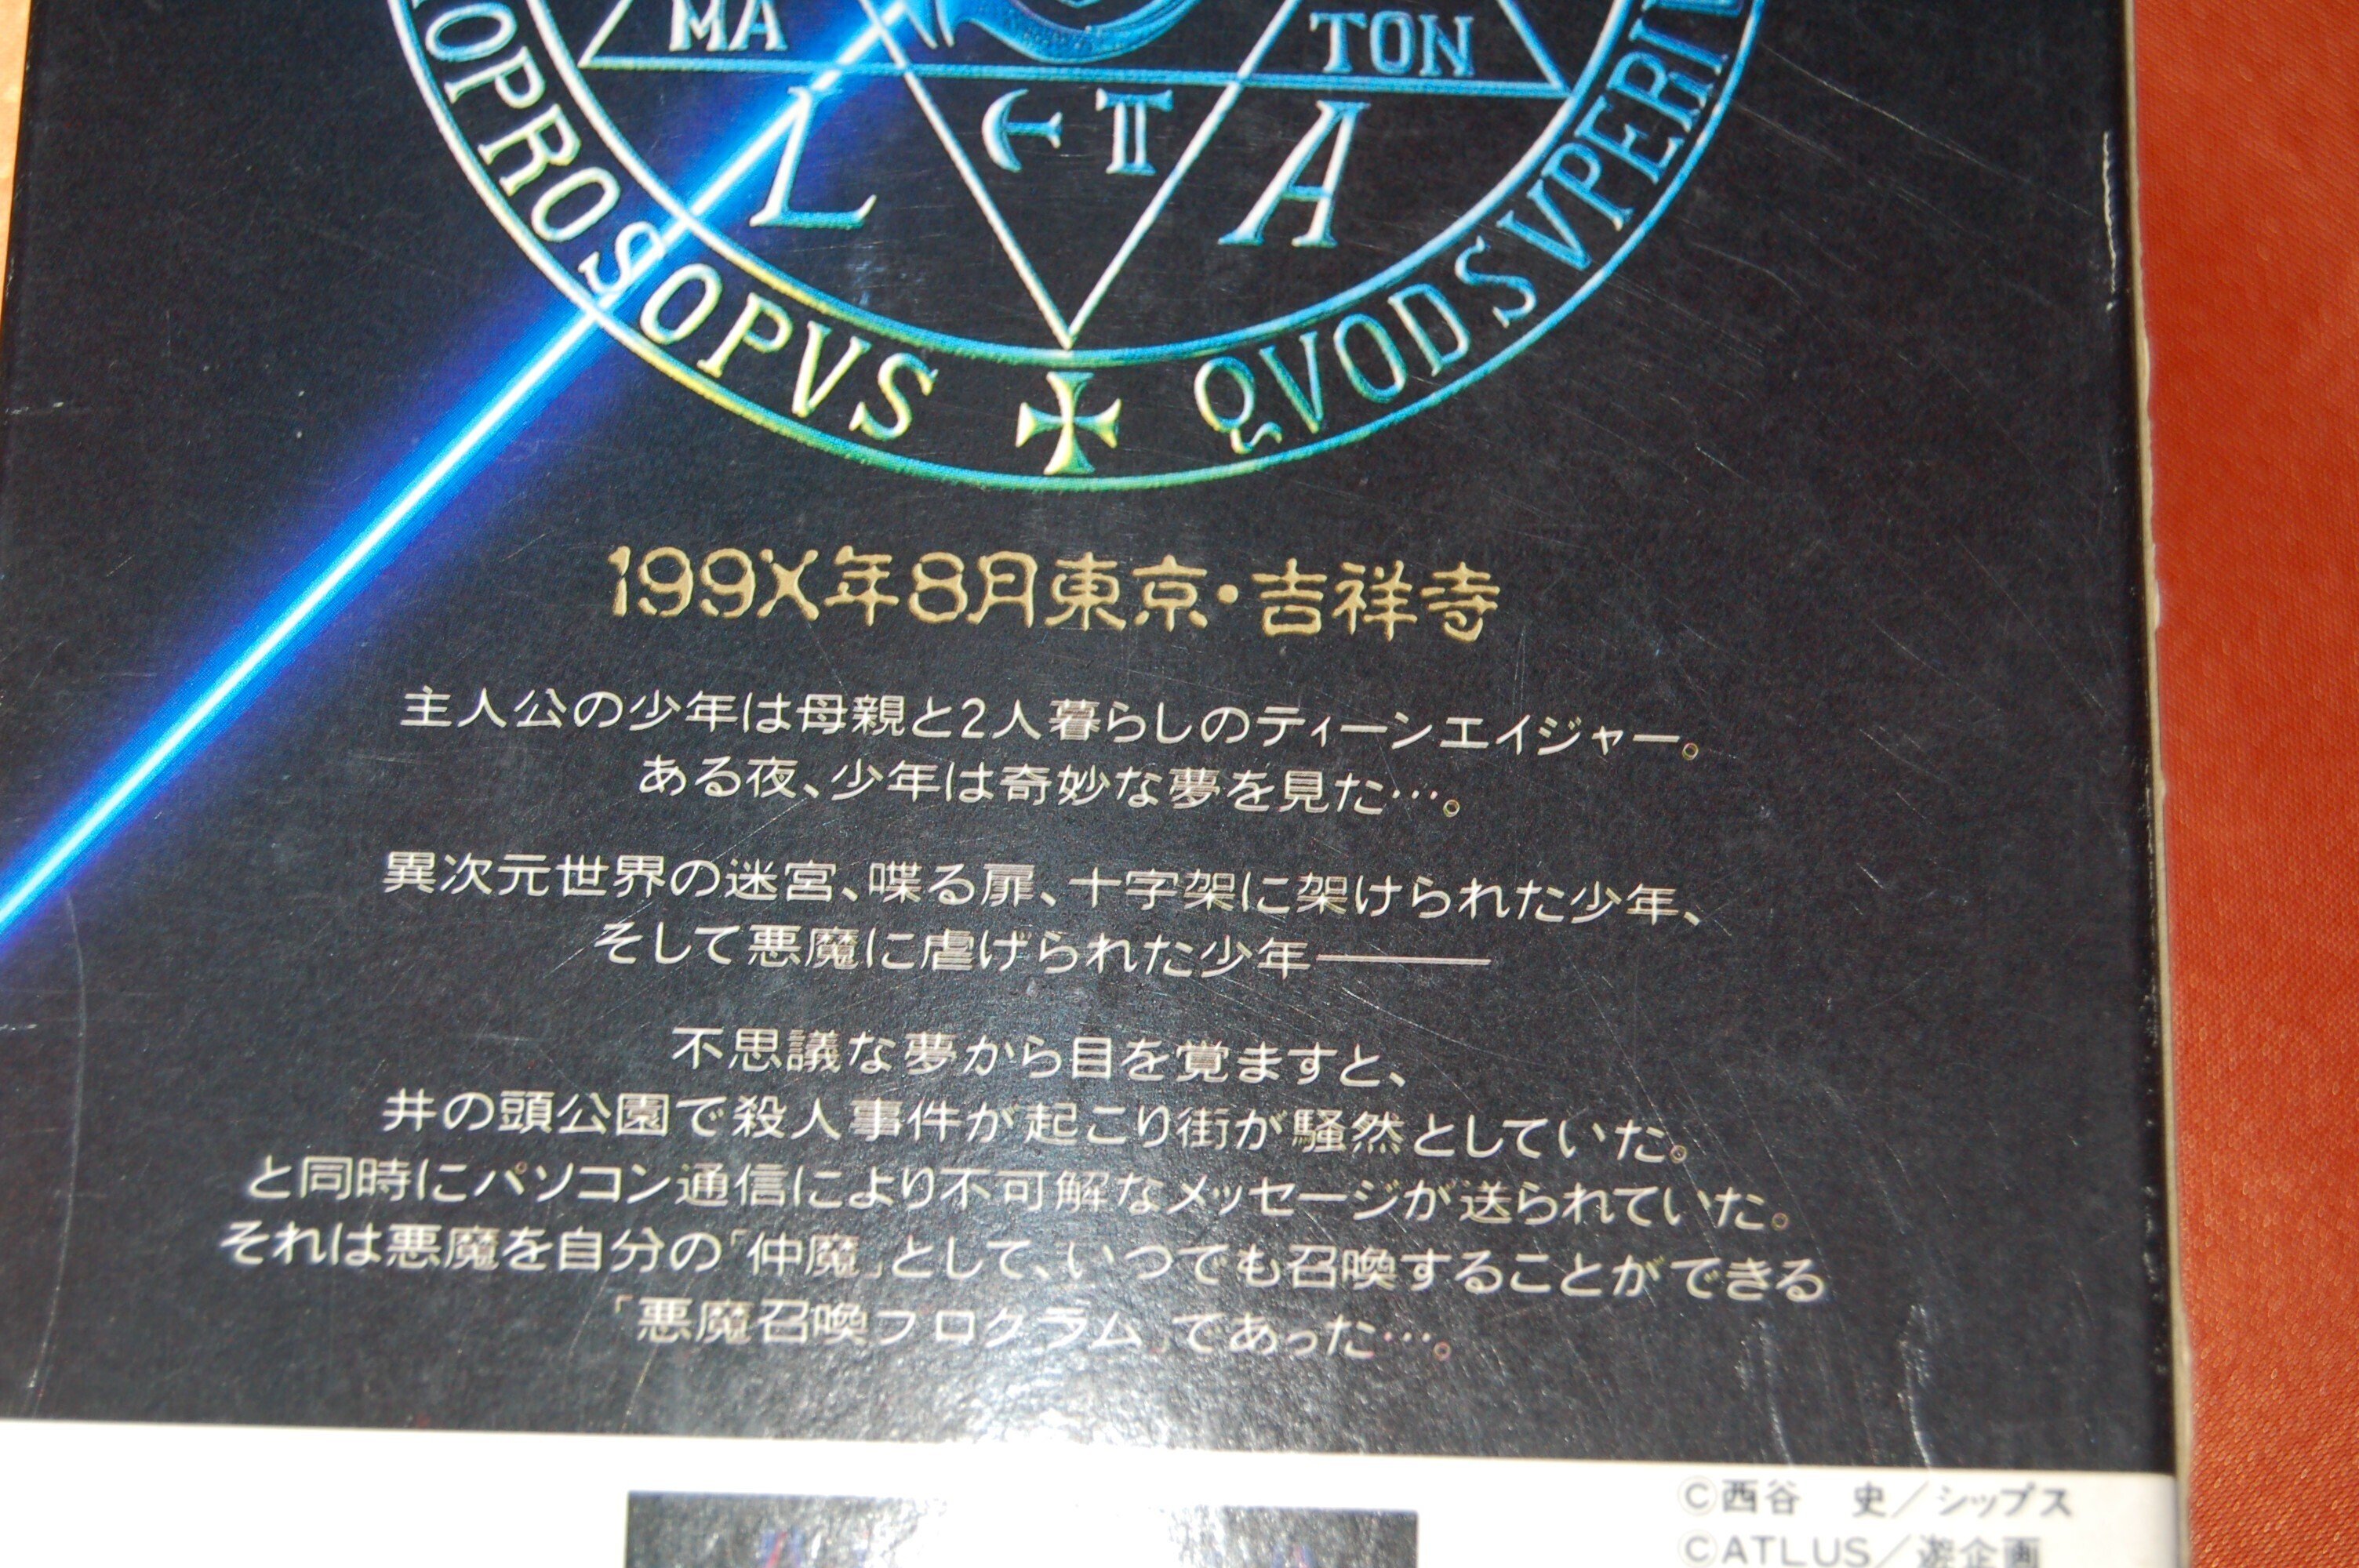 MA
TON
L
A
OPROSOPVS
✠
QVODSVPERI
199X年8月東京・吉祥寺
主人公の少年は母親と2人暮らしのティーンエイジャー。
ある夜、少年は奇妙な夢を見た…。
異次元世界の迷宮、喋る扉、十字架に架けられた少年、
そして悪魔に虐げられた少年───
不思議な夢から目を覚ますと、
井の頭公園で殺人事件が起こり街が騒然としていた。
と同時にパソコン通信により不可解なメッセージが送られていた。
それは悪魔を自分の「仲魔」として、いつでも召喚することができる
「悪魔召喚プログラム」であった…。
©西谷 史／シップス
©ATLUS／遊企画